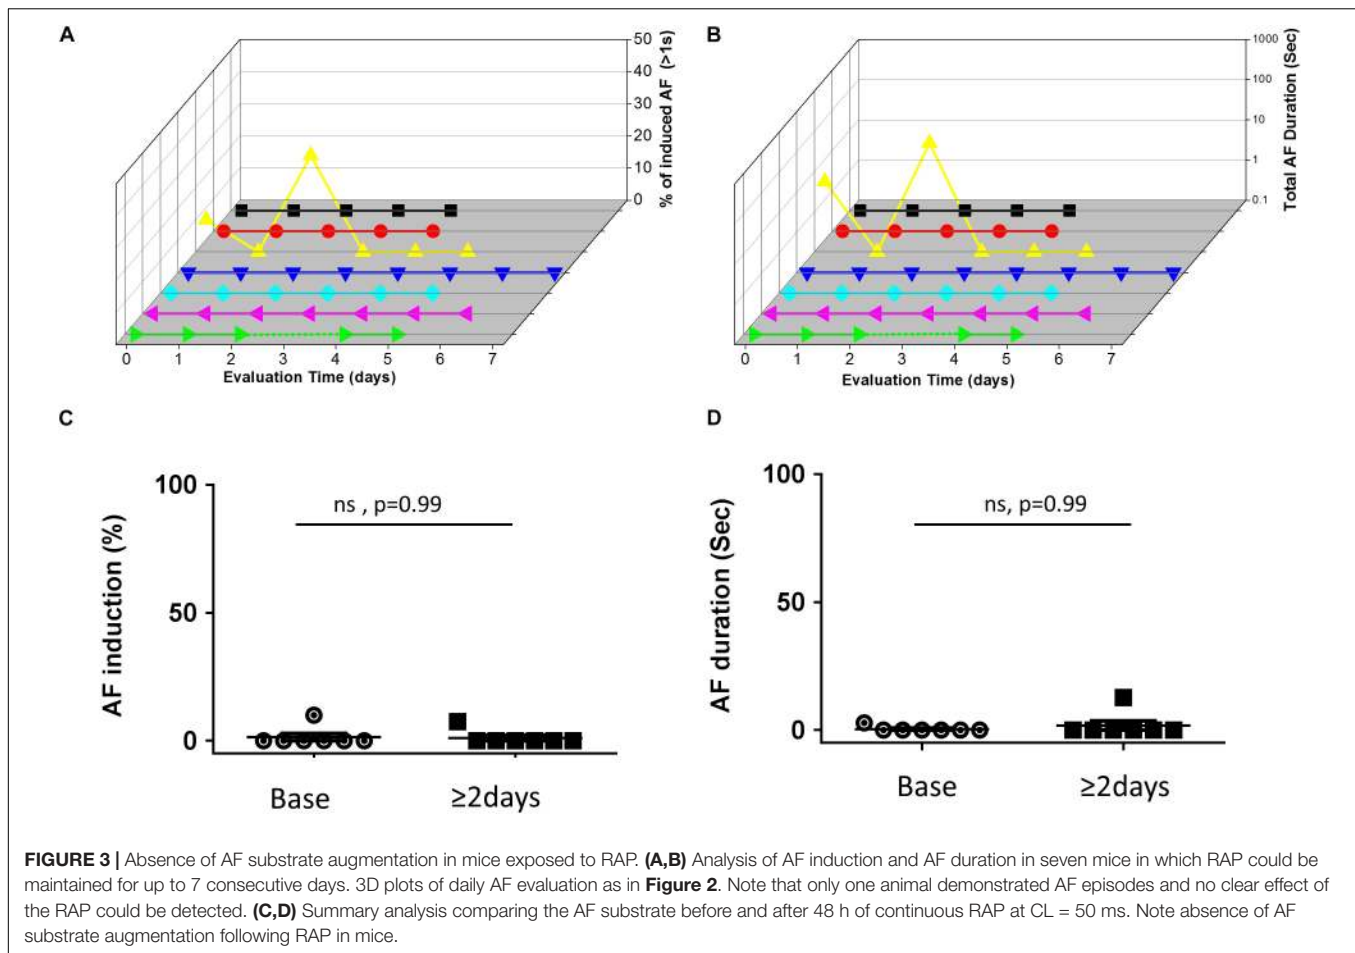 A
50
40
30
20
10
0
% of induced AF (>1s)
0 1 2 3 4 5 6 7
Evaluation Time (days)
B
1000
100
10
1
0.1
Total AF Duration (Sec)
0 1 2 3 4 5 6 7
Evaluation Time (days)
C
AF induction (%)
100
50
0
ns , p=0.99
Base ≥2days
D
AF duration (Sec)
100
50
0
ns, p=0.99
Base ≥2days
FIGURE 3 | Absence of AF substrate augmentation in mice exposed to RAP. (A,B) Analysis of AF induction and AF duration in seven mice in which RAP could be
maintained for up to 7 consecutive days. 3D plots of daily AF evaluation as in Figure 2. Note that only one animal demonstrated AF episodes and no clear effect of
the RAP could be detected. (C,D) Summary analysis comparing the AF substrate before and after 48 h of continuous RAP at CL = 50 ms. Note absence of AF
substrate augmentation following RAP in mice.